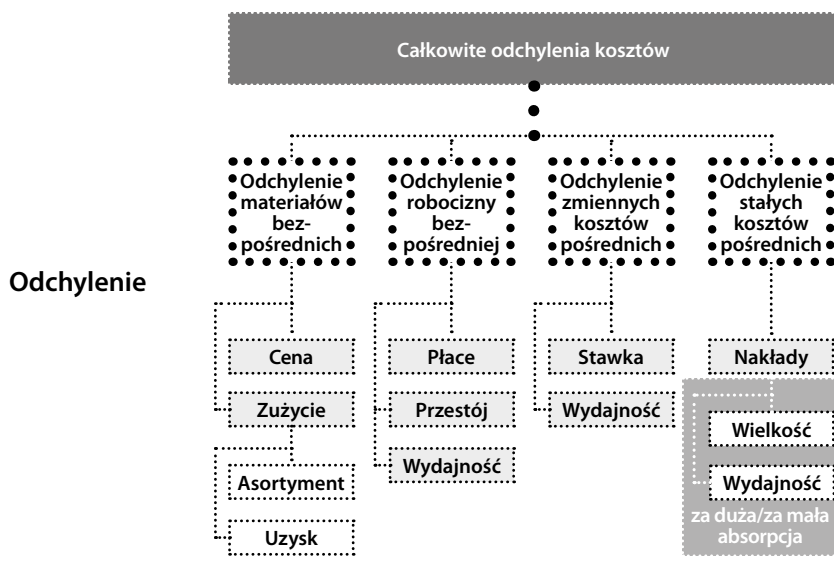 Całkowite odchylenia kosztów
Odchylenie
materiałów
bez-
pośrednich
Odchylenie
robocizny
bez-
pośredniej
Odchylenie
zmiennych
kosztów
pośrednich
Odchylenie
stałych
kosztów
pośrednich
Odchylenie
Cena
Płace
Stawka
Nakłady
Zużycie
Przestój
Wydajność
Wielkość
Wydajność
Asortyment
Wydajność
Uzysk
za duża/za mała
absorpcja